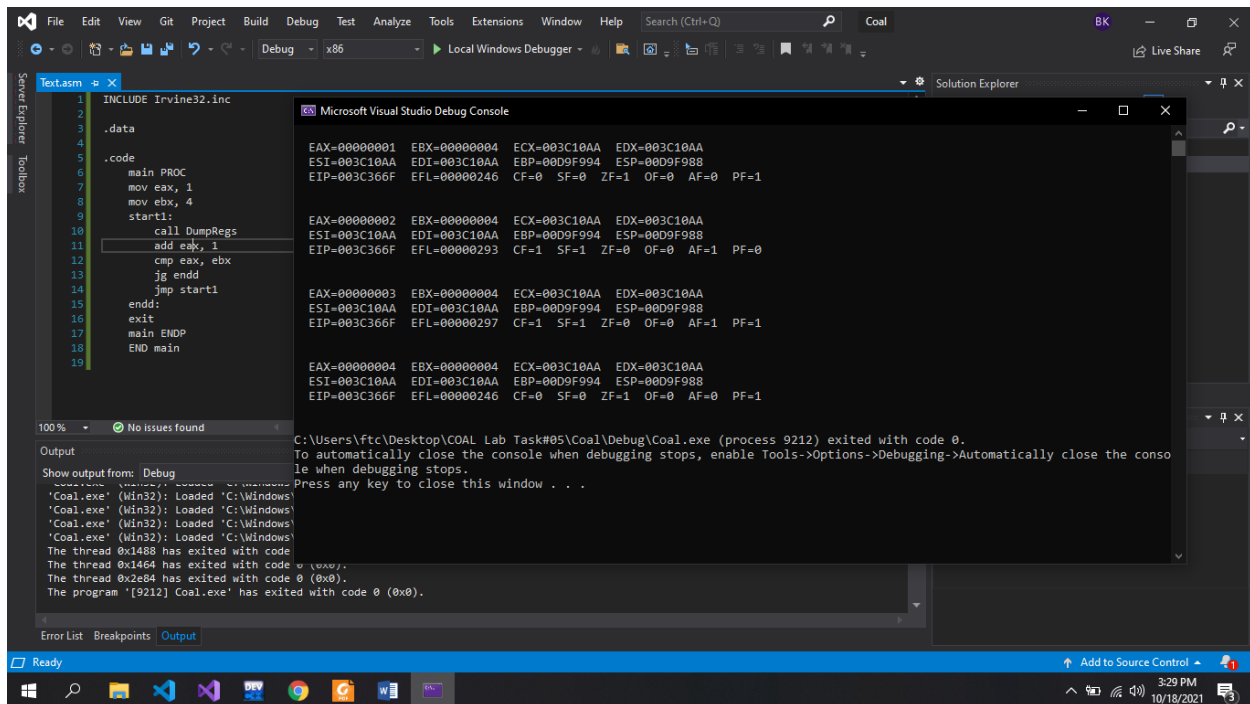 File Edit View Git Project Build Debug Test Analyze Tools Extensions Window Help Search (Ctrl+Q) Coal BK
Debug x86 Local Windows Debugger Live Share
Server Explorer
Toolbox
Text.asm
1 INCLUDE Irvine32.inc
2
3 .data
4
5 .code
6 main PROC
7 mov eax, 1
8 mov ebx, 4
9 start1:
10 call DumpRegs
11 add eax, 1
12 cmp eax, ebx
13 jg endd
14 jmp start1
15 endd:
16 exit
17 main ENDP
18 END main
19
100 % No issues found
Solution Explorer
Microsoft Visual Studio Debug Console
EAX=00000001 EBX=00000004 ECX=003C10AA EDX=003C10AA
ESI=003C10AA EDI=003C10AA EBP=00D9F994 ESP=00D9F988
EIP=003C366F EFL=00000246 CF=0 SF=0 ZF=1 OF=0 AF=0 PF=1
EAX=00000002 EBX=00000004 ECX=003C10AA EDX=003C10AA
ESI=003C10AA EDI=003C10AA EBP=00D9F994 ESP=00D9F988
EIP=003C366F EFL=00000293 CF=1 SF=1 ZF=0 OF=0 AF=1 PF=0
EAX=00000003 EBX=00000004 ECX=003C10AA EDX=003C10AA
ESI=003C10AA EDI=003C10AA EBP=00D9F994 ESP=00D9F988
EIP=003C366F EFL=00000297 CF=1 SF=1 ZF=0 OF=0 AF=1 PF=1
EAX=00000004 EBX=00000004 ECX=003C10AA EDX=003C10AA
ESI=003C10AA EDI=003C10AA EBP=00D9F994 ESP=00D9F988
EIP=003C366F EFL=00000246 CF=0 SF=0 ZF=1 OF=0 AF=0 PF=1
C:\Users\ftc\Desktop\COAL Lab Task#05\Coal\Debug\Coal.exe (process 9212) exited with code 0.
To automatically close the console when debugging stops, enable Tools->Options->Debugging->Automatically close the conso
le when debugging stops.
Press any key to close this window . . .
Output
Show output from: Debug
'Coal.exe' (Win32): Loaded 'C:\Windows\
'Coal.exe' (Win32): Loaded 'C:\Windows\
'Coal.exe' (Win32): Loaded 'C:\Windows\
'Coal.exe' (Win32): Loaded 'C:\Windows\
The thread 0x1488 has exited with code
The thread 0x1464 has exited with code 0 (0x0).
The thread 0x2e84 has exited with code 0 (0x0).
The program '[9212] Coal.exe' has exited with code 0 (0x0).
Error List Breakpoints Output
Ready Add to Source Control 1
DEV
3:29 PM
10/18/2021 3